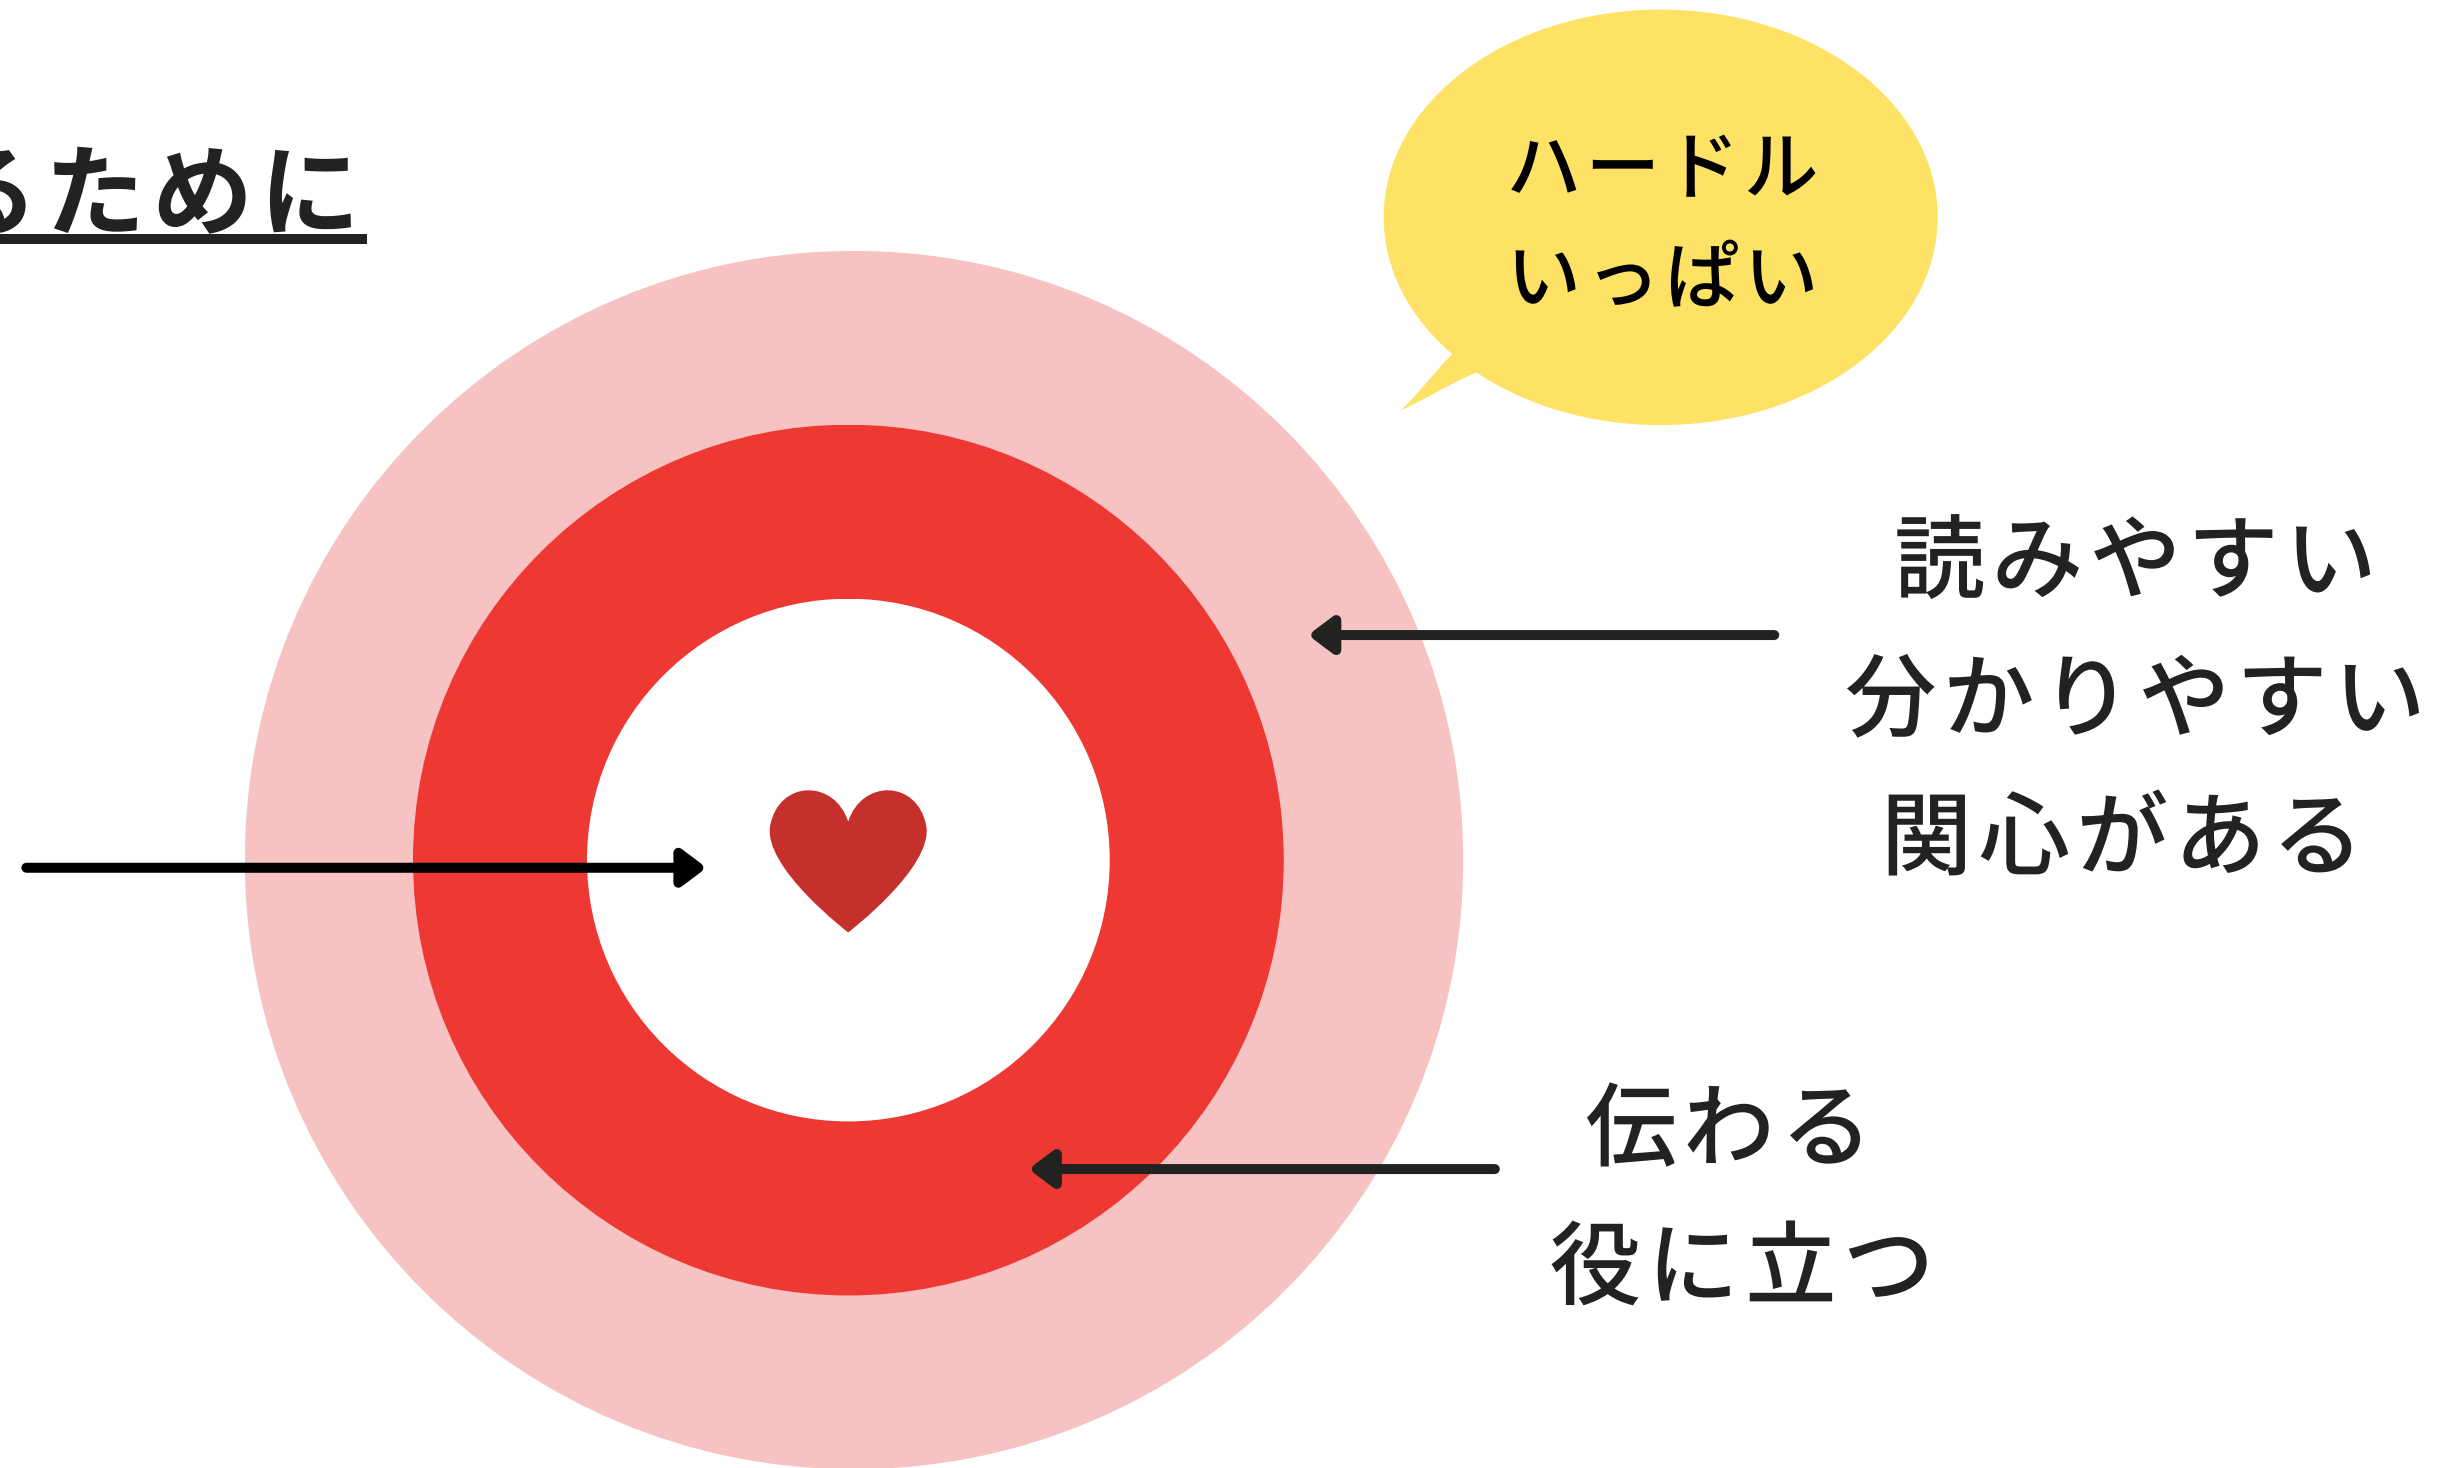 るために
ハードル
いっぱい
読みやすい
分かりやすい
関心がある
伝わる
役に立つ